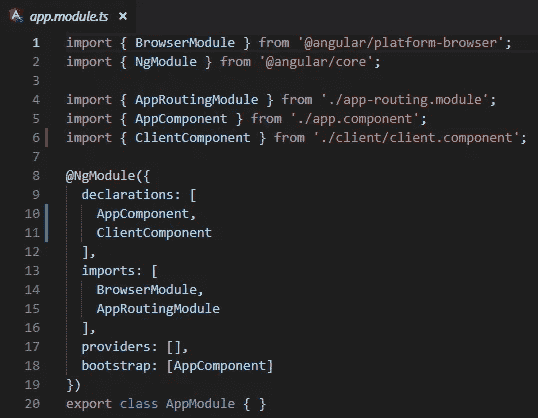 app.module.ts ×
1 import { BrowserModule } from '@angular/platform-browser';
2 import { NgModule } from '@angular/core';
3
4 import { AppRoutingModule } from './app-routing.module';
5 import { AppComponent } from './app.component';
6 import { ClientComponent } from './client/client.component';
7
8 @NgModule({
9   declarations: [
10     AppComponent,
11     ClientComponent
12   ],
13   imports: [
14     BrowserModule,
15     AppRoutingModule
16   ],
17   providers: [],
18   bootstrap: [AppComponent]
19 })
20 export class AppModule { }